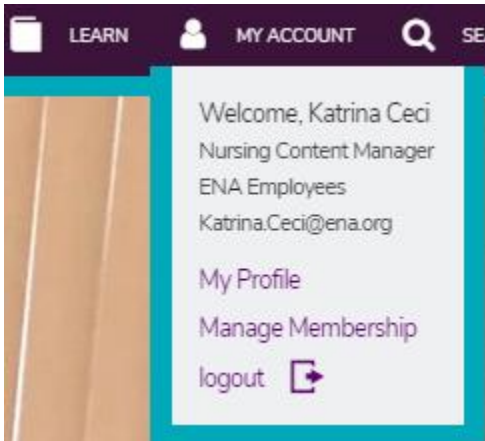 LEARN MY ACCOUNT
Welcome, Katrina Ceci
Nursing Content Manager
ENA Employees
Katrina.Ceci@ena.org
My Profile
Manage Membership
logout